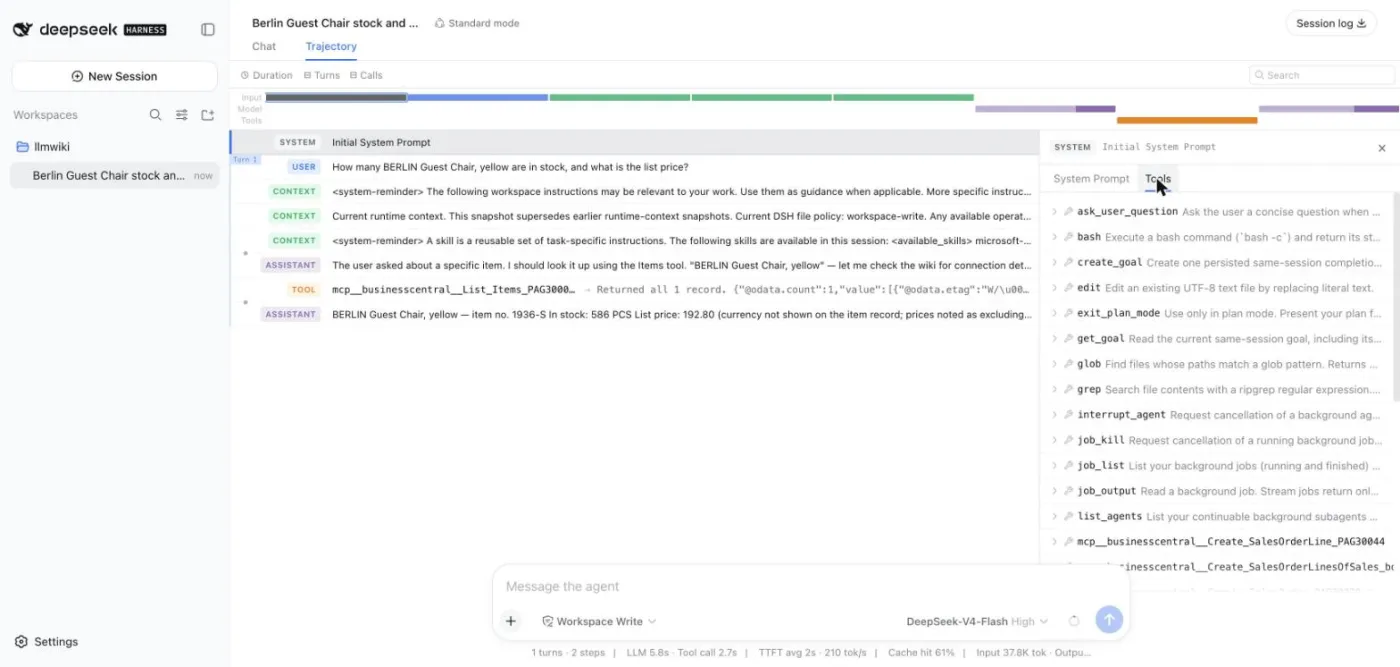 deepseek HARNESS
New Session
Workspaces
llmwiki
Berlin Guest Chair stock an... now
Settings
Berlin Guest Chair stock and ... Standard mode
Session log
Chat Trajectory
Duration Turns Calls
Search
Input
Model
Tools
SYSTEM Initial System Prompt
Turn 1
USER How many BERLIN Guest Chair, yellow are in stock, and what is the list price?
CONTEXT <system-reminder> The following workspace instructions may be relevant to your work. Use them as guidance when applicable. More specific instruc...
CONTEXT Current runtime context. This snapshot supersedes earlier runtime-context snapshots. Current DSH file policy: workspace-write. Any available operat...
CONTEXT <system-reminder> A skill is a reusable set of task-specific instructions. The following skills are available in this session: <available_skills> microsoft-...
ASSISTANT The user asked about a specific item. I should look it up using the Items tool. "BERLIN Guest Chair, yellow" — let me check the wiki for connection det...
TOOL mcp__businesscentral__List_Items_PAG3000... → Returned all 1 record. {"@odata.count":1,"value":[{"@odata.etag":"W/\u00...
ASSISTANT BERLIN Guest Chair, yellow — item no. 1936-S In stock: 586 PCS List price: 192.80 (currency not shown on the item record; prices noted as excluding...
SYSTEM Initial System Prompt
System Prompt Tools
ask_user_question Ask the user a concise question when ...
bash Execute a bash command (`bash -c`) and return its st...
create_goal Create one persisted same-session completio...
edit Edit an existing UTF-8 text file by replacing literal text.
exit_plan_mode Use only in plan mode. Present your plan f...
get_goal Read the current same-session goal, including its...
glob Find files whose paths match a glob pattern. Returns ...
grep Search file contents with a ripgrep regular expression....
interrupt_agent Request cancellation of a background ag...
job_kill Request cancellation of a running background job...
job_list List your background jobs (running and finished) ...
job_output Read a background job. Stream jobs return onl...
list_agents List your continuable background subagents ...
mcp__businesscentral__Create_SalesOrderLine_PAG30044
inesscentral__Create_SalesOrderLinesOfSales_bc
Message the agent
Workspace Write
DeepSeek-V4-Flash High
1 turns · 2 steps | LLM 5.8s · Tool call 2.7s | TTFT avg 2s · 210 tok/s | Cache hit 61% | Input 37.8K tok · Outpu...